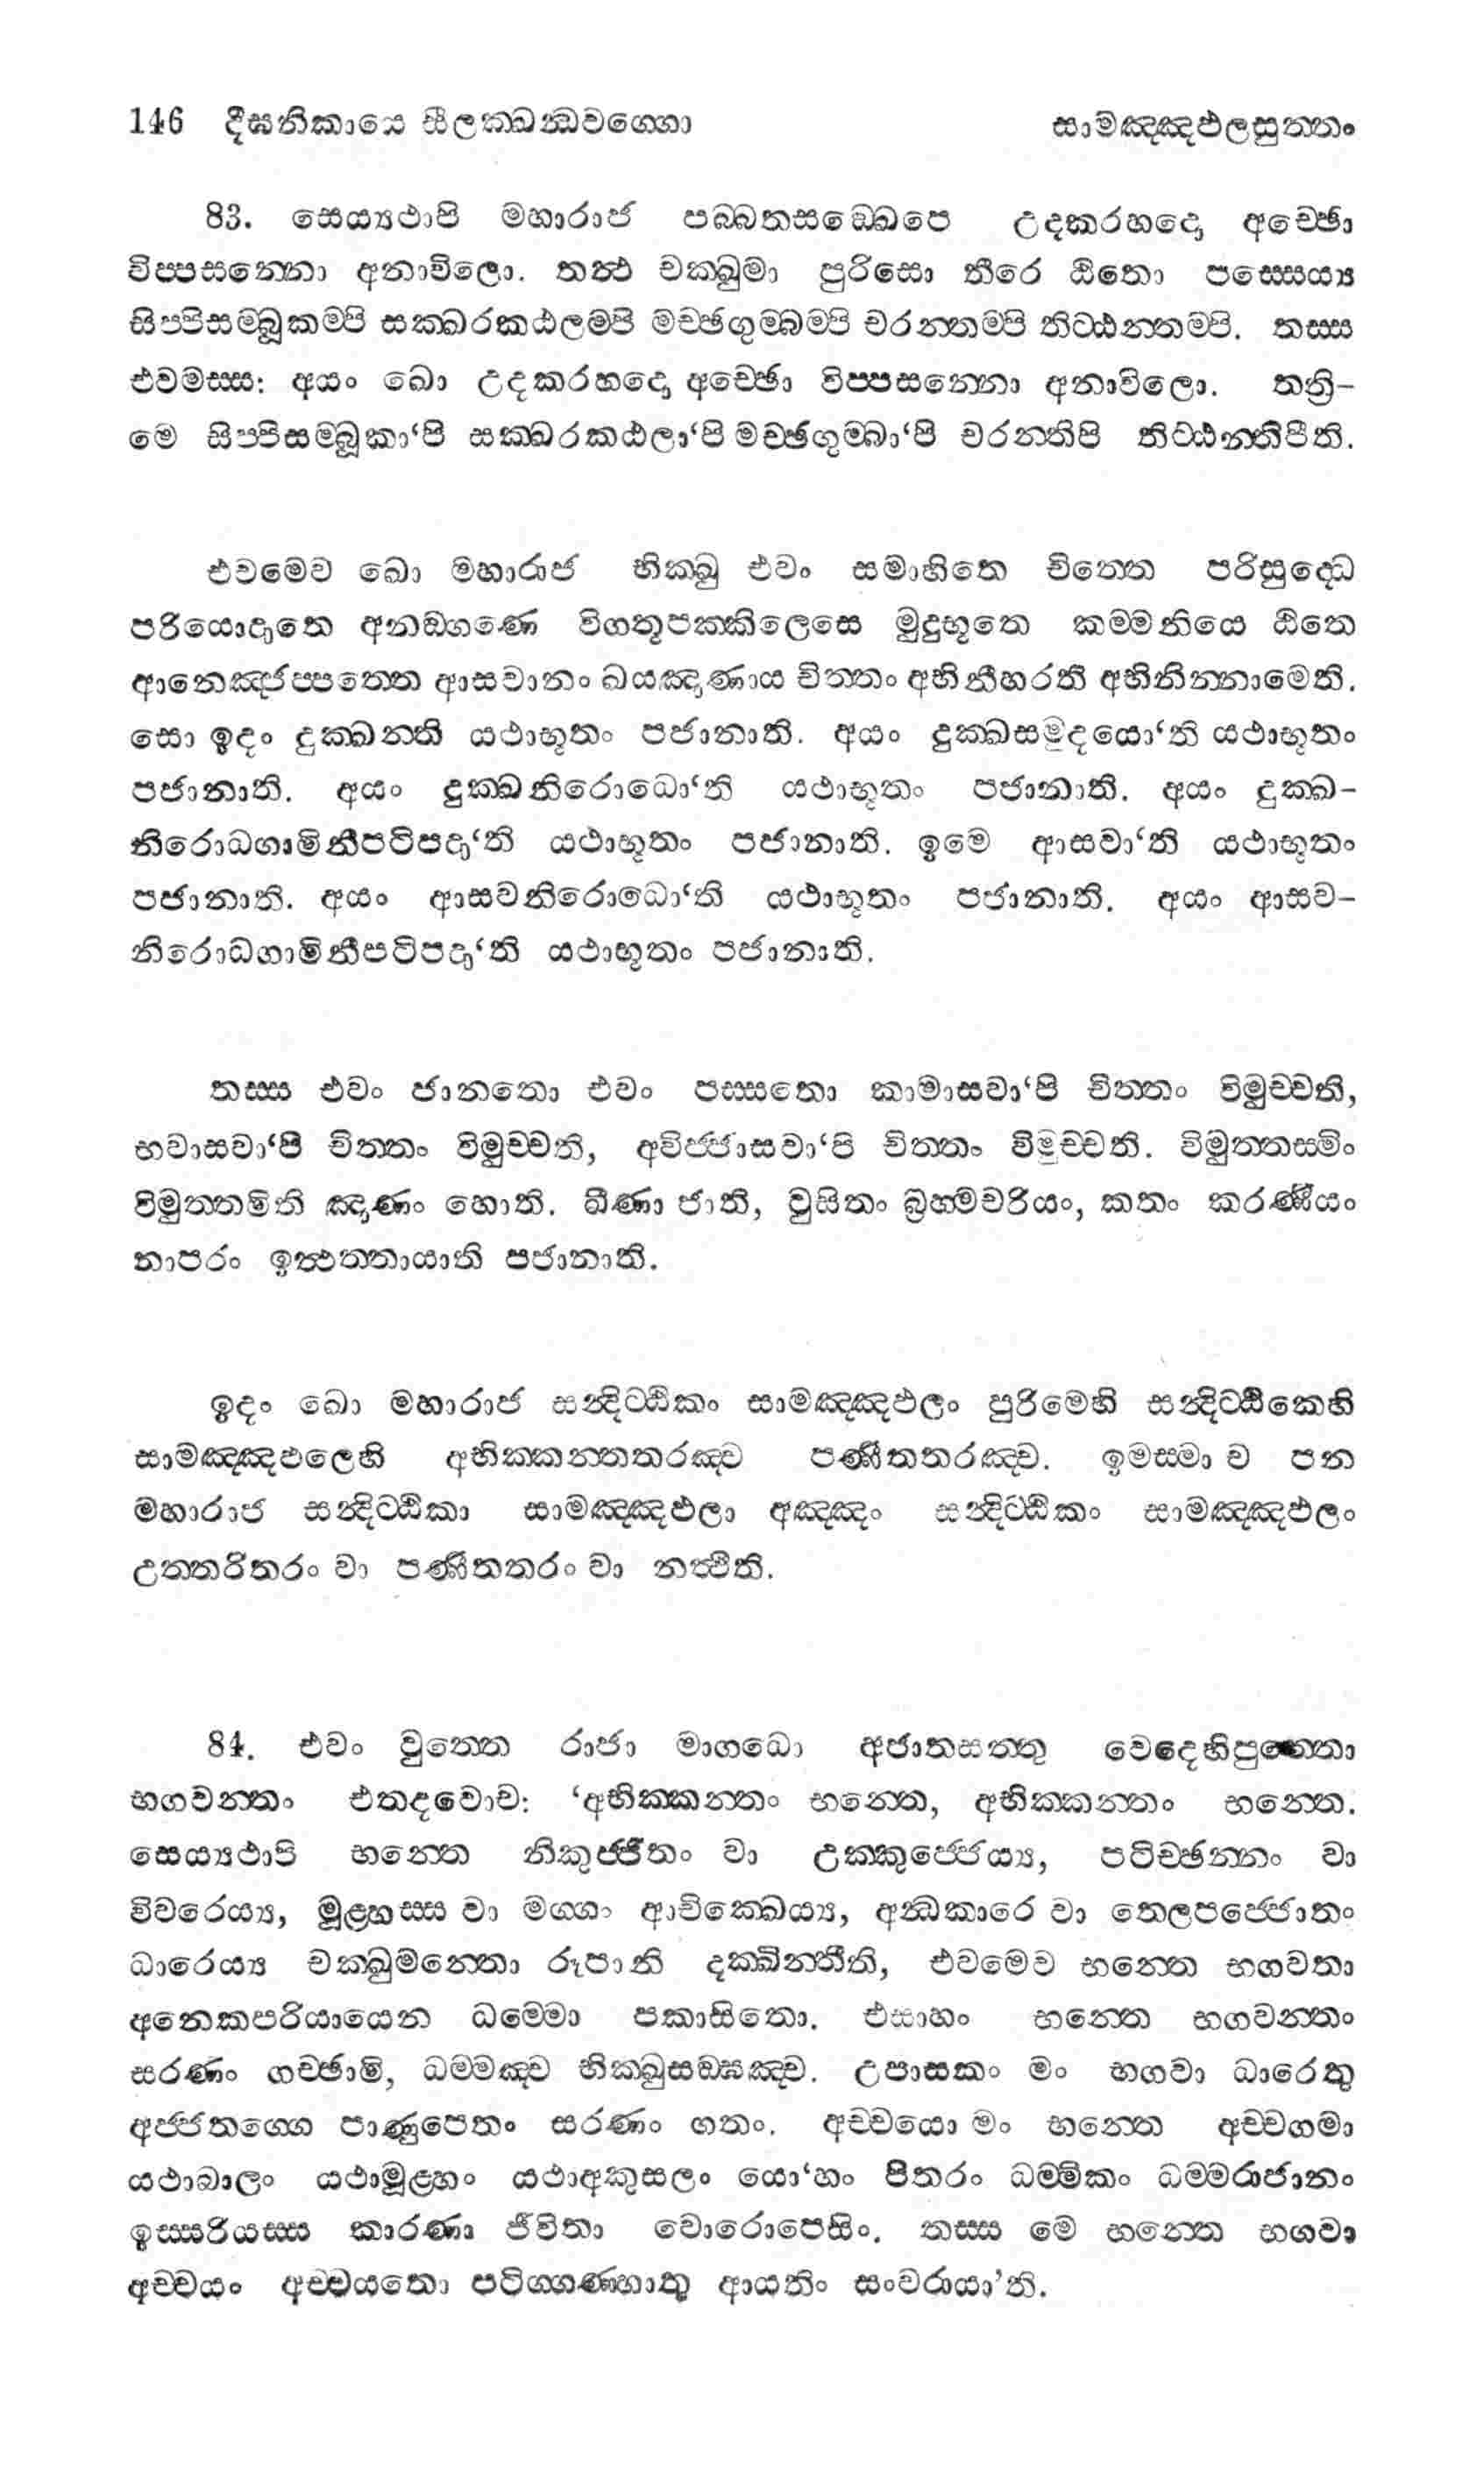 146 දීඝනිකායෙ සීලක්ඛන්ධවග්ගො සාමඤ්ඤඵලසුත්තං
83. සෙය්‍යථාපි මහාරාජ පබ්බතසඞ්ඛෙපෙ උදකරහදො අච්ඡො
විප්පසන්නො අනාවිලො. තත්‍ථ චක්ඛුමා පුරිසො තීරෙ ඨිතො පස්සෙය්‍ය
සිප්පිසම්බූකම්පි සක්ඛරකඨලම්පි මච්ඡගුම්බම්පි චරන්තම්පි තිට්ඨන්තම්පි. තස්ස
එවමස්ස: අයං ඛො උදකරහදො අච්ඡො විප්පසන්නො අනාවිලො. තත්‍රි-
මෙ සිප්පිසම්බූකා‘පි සක්ඛරකඨලා‘පි මච්ඡගුම්බා‘පි චරන්තිපි තිට්ඨන්තිපීති.
එවමෙව ඛො මහාරාජ භික්ඛු එවං සමාහිතෙ චිත්තෙ පරිසුද්ධෙ
පරියොදාතෙ අනඞ්ගණෙ විගතූපක්කිලෙසෙ මුදුභූතෙ කම්මනියෙ ඨිතෙ
ආනෙඤ්ජප්පත්තෙ ආසවානං ඛයඤාණාය චිත්තං අභිනීහරති අභිනින්නාමෙති.
සො ඉදං දුක්ඛන්ති යථාභූතං පජානාති. අයං දුක්ඛසමුදයො‘ති යථාභූතං
පජානාති. අයං දුක්ඛනිරොධො‘ති යථාභූතං පජානාති. අයං දුක්ඛ-
නිරොධගාමිනීපටිපදා‘ති යථාභූතං පජානාති. ඉමෙ ආසවා‘ති යථාභූතං
පජානාති. අයං ආසවනිරොධො‘ති යථාභූතං පජානාති. අයං ආසව-
නිරොධගාමිනීපටිපදා‘ති යථාභූතං පජානාති.
තස්ස එවං ජානතො එවං පස්සතො කාමාසවා‘පි චිත්තං විමුච්චති,
භවාසවා‘පි චිත්තං විමුච්චති, අවිජ්ජාසවා‘පි චිත්තං විමුච්චති. විමුත්තස්මිං
විමුත්තමිති ඤාණං හොති. ඛීණා ජාති, වුසිතං බ්‍රහ්මචරියං, කතං කරණීයං
නාපරං ඉත්‍ථත්තායාති පජානාති.
ඉදං ඛො මහාරාජ සන්දිට්ඨිකං සාමඤ්ඤඵලං පුරිමෙහි සන්දිට්ඨිකෙහි
සාමඤ්ඤඵලෙහි අභික්කන්තතරඤ්ච පණීතතරඤ්ච. ඉමස්මා ච පන
මහාරාජ සන්දිට්ඨිකා සාමඤ්ඤඵලා අඤ්ඤං සන්දිට්ඨිකං සාමඤ්ඤඵලං
උත්තරිතරං වා පණීතතරං වා නත්‍ථීති.
84. එවං වුත්තෙ රාජා මාගධො අජාතසත්තු වෙදෙහිපුත්තො
භගවන්තං එතදවොච: ‘අභික්කන්තං භන්තෙ, අභික්කන්තං භන්තෙ.
සෙය්‍යථාපි භන්තෙ නිකුජ්ජිතං වා උක්කුජ්ජෙය්‍ය, පටිච්ඡන්නං වා
විවරෙය්‍ය, මූළ්හස්ස වා මග්ගං ආචික්ඛෙය්‍ය, අන්ධකාරෙ වා තෙලපජ්ජොතං
ධාරෙය්‍ය චක්ඛුමන්තො රූපානි දක්ඛින්තීති, එවමෙව භන්තෙ භගවතා
අනෙකපරියායෙන ධම්මො පකාසිතො. එසාහං භන්තෙ භගවන්තං
සරණං ගච්ඡාමි, ධම්මඤ්ච භික්ඛුසඞ්ඝඤ්ච. උපාසකං මං භගවා ධාරෙතු
අජ්ජතග්ගෙ පාණුපෙතං සරණං ගතං. අච්චයො මං භන්තෙ අච්චගමා
යථාබාලං යථාමූළ්හං යථාඅකුසලං යො‘හං පිතරං ධම්මිකං ධම්මරාජානං
ඉස්සරියස්ස කාරණා ජීවිතා වොරොපෙසිං. තස්ස මෙ භන්තෙ භගවා
අච්චයං අච්චයතො පටිග්ගණ්හාතු ආයතිං සංවරායා’ති.